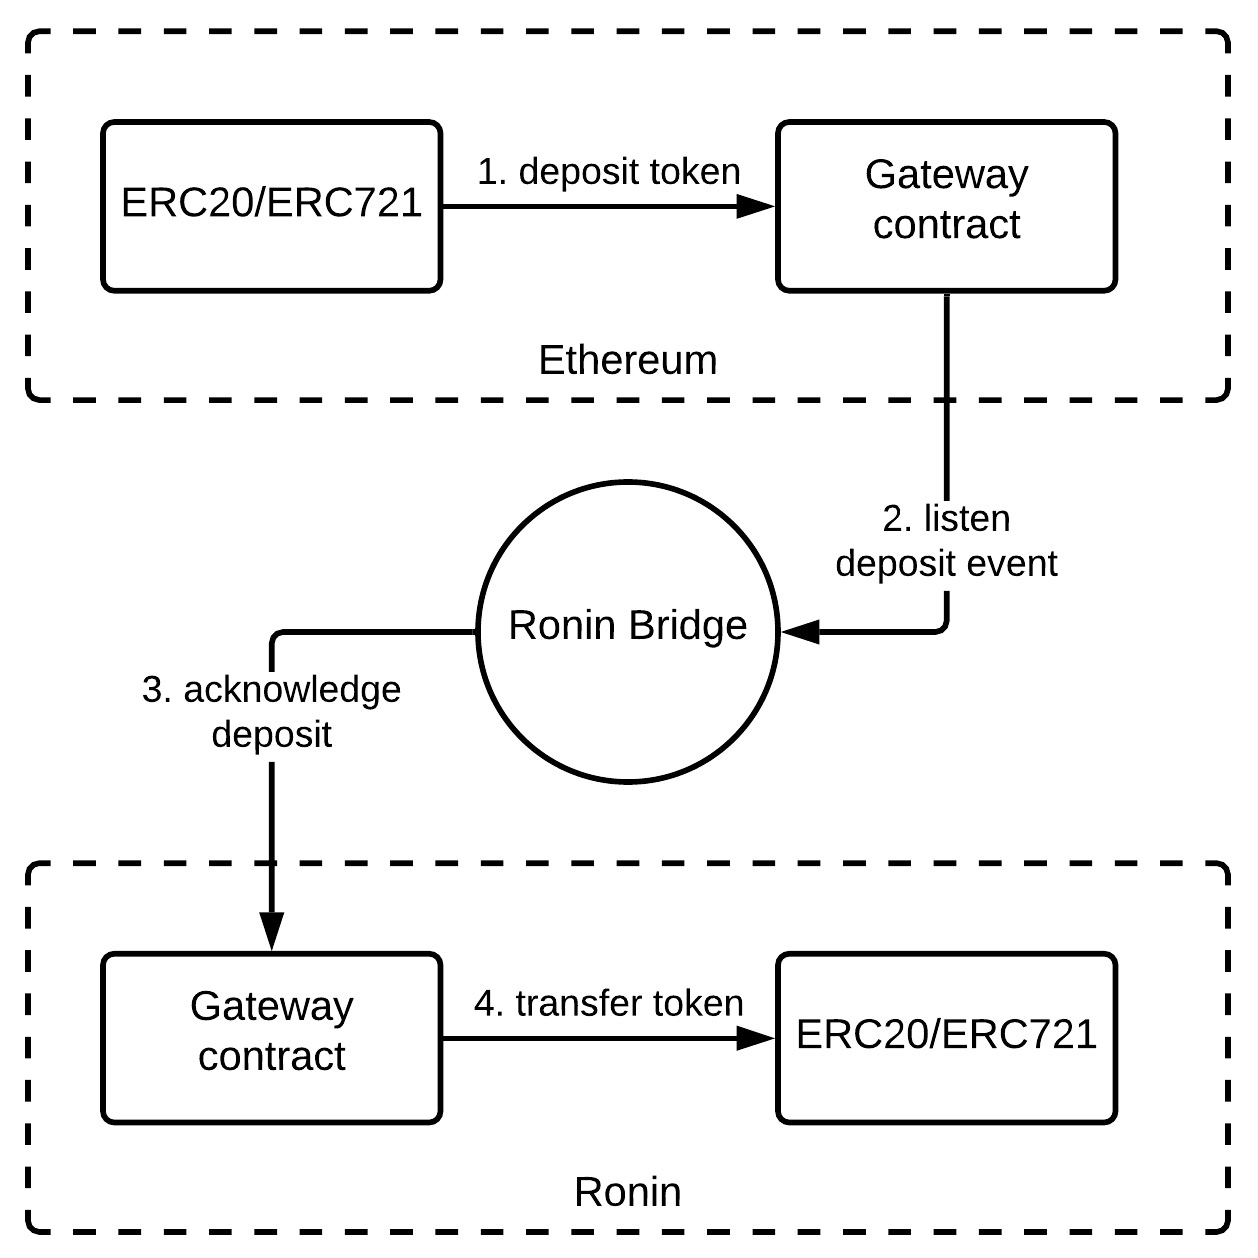 ERC20/ERC721
1. deposit token
Gateway
contract
Ethereum
2. listen
deposit event
Ronin Bridge
3. acknowledge
deposit
Gateway
contract
4. transfer token
ERC20/ERC721
Ronin